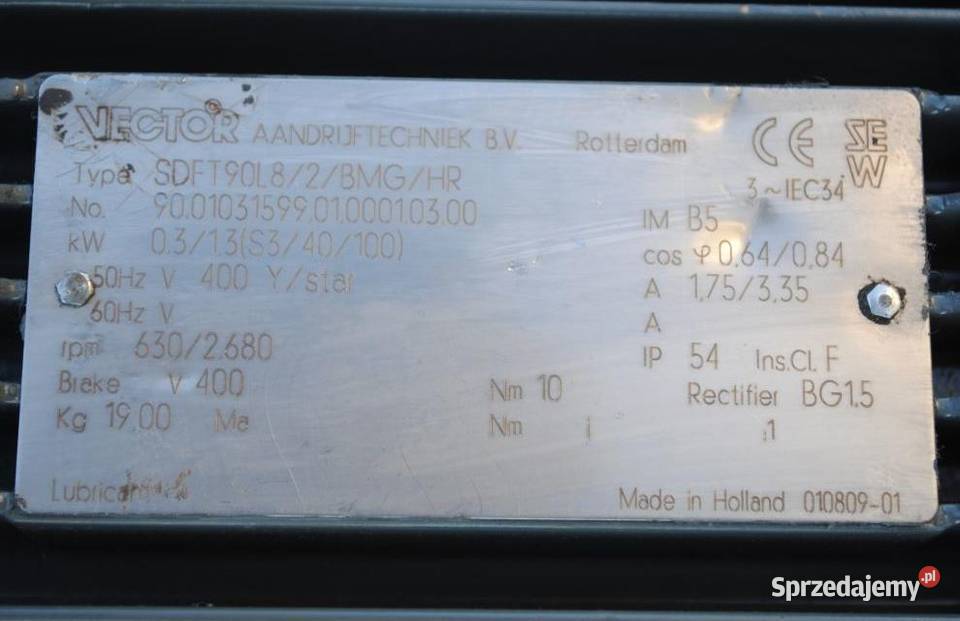 VECTOR AANDRIJFTECHNIEK B.V. Rotterdam CE SEW
Type SDFT90L8/2/BMG/HR 3~IEC34
No. 90.01031599.01.0001.03.00 IM B5
kW 0.3/1.3(S3/40/100) cos φ 0,64/0,84
50Hz V 400 Y/star A 1,75/3,35
60Hz V A
rpm 630/2.680 IP 54 Ins.Cl. F
Brake V 400 Nm 10 Rectifier BG1.5
Kg 19,00 Ma Nm i :1
Made in Holland 010809-01
Sprzedajemy.pl